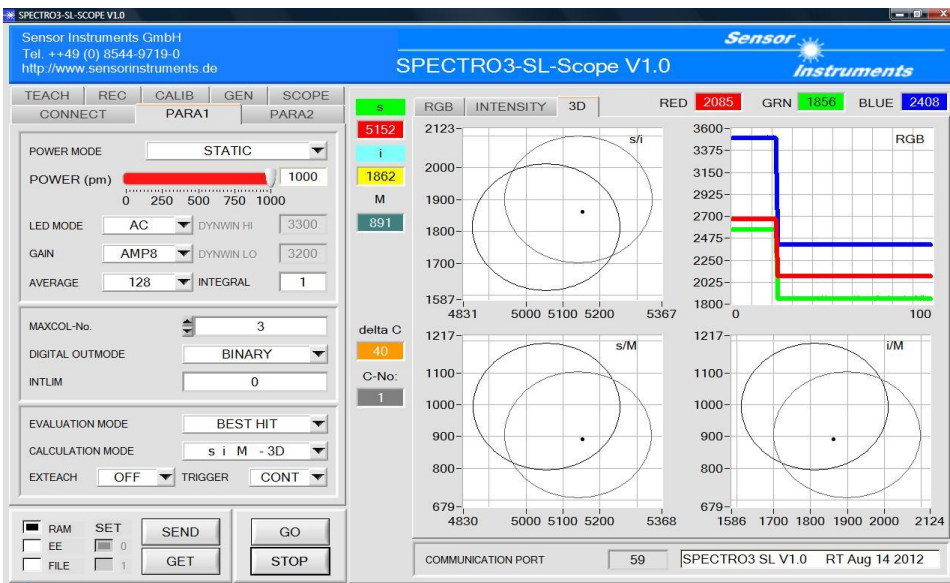 SPECTRO3-SL-SCOPE V1.0
Sensor Instruments GmbH
Tel. ++49 (0) 8544-9719-0
http://www.sensorinstruments.de
SPECTRO3-SL-Scope V1.0
Sensor
Instruments
TEACH REC CALIB GEN SCOPE
CONNECT PARA1 PARA2
POWER MODE STATIC
POWER (pm) 1000
0 250 500 750 1000
LED MODE AC DYNWIN HI 3300
GAIN AMP8 DYNWIN LO 3200
AVERAGE 128 INTEGRAL 1
MAXCOL-No. 3
DIGITAL OUTMODE BINARY
INTLIM 0
EVALUATION MODE BEST HIT
CALCULATION MODE s i M - 3D
EXTEACH OFF TRIGGER CONT
RAM SET SEND GO
EE 0
FILE 1 GET STOP
s
5152
i
1862
M
891
delta C
40
C-No:
1
RGB INTENSITY 3D RED 2085 GRN 1856 BLUE 2408
s/i
2123
2000
1900
1800
1700
1587
4831 5000 5100 5200 5367
RGB
3600
3375
3150
2925
2700
2475
2250
2025
1800
0 100
s/M
1217
1100
1000
900
800
679
4830 5000 5100 5200 5368
i/M
1217
1100
1000
900
800
679
1586 1700 1800 1900 2000 2124
COMMUNICATION PORT 59 SPECTRO3 SL V1.0 RT Aug 14 2012